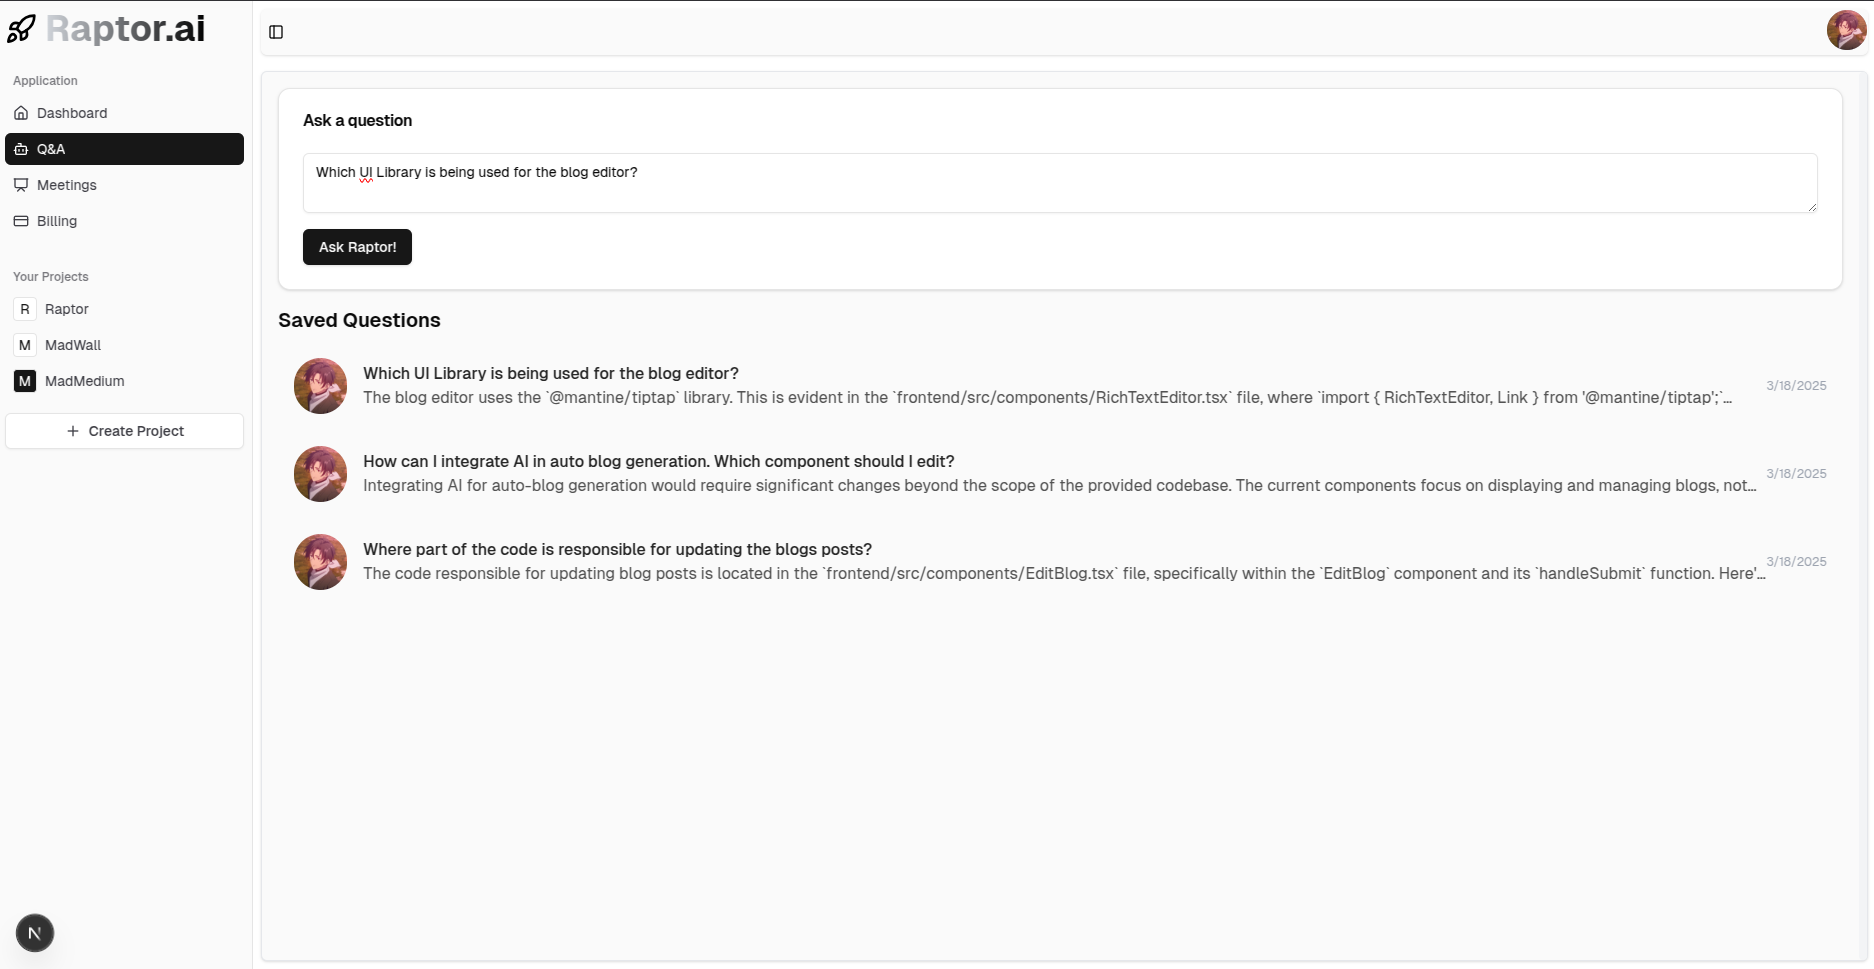 Raptor.ai
Application
Dashboard
Q&A
Meetings
Billing
Your Projects
R Raptor
M MadWall
M MadMedium
+ Create Project
N
Ask a question
Which UI Library is being used for the blog editor?
Ask Raptor!
Saved Questions
Which UI Library is being used for the blog editor?
The blog editor uses the `@mantine/tiptap` library. This is evident in the `frontend/src/components/RichTextEditor.tsx` file, where `import { RichTextEditor, Link } from '@mantine/tiptap';`...
3/18/2025
How can I integrate AI in auto blog generation. Which component should I edit?
Integrating AI for auto-blog generation would require significant changes beyond the scope of the provided codebase. The current components focus on displaying and managing blogs, not...
3/18/2025
Where part of the code is responsible for updating the blogs posts?
The code responsible for updating blog posts is located in the `frontend/src/components/EditBlog.tsx` file, specifically within the `EditBlog` component and its `handleSubmit` function. Here'...
3/18/2025